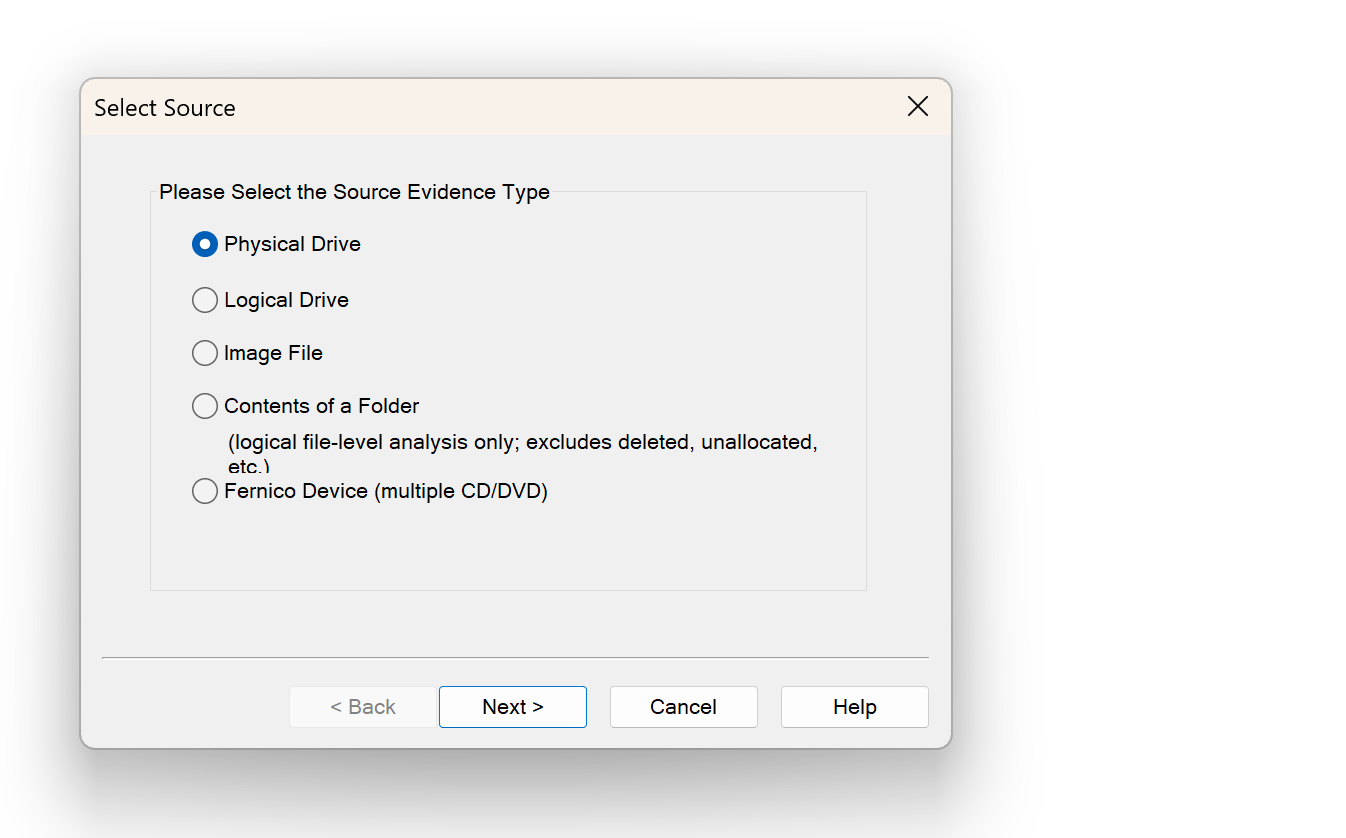 Select Source
Please Select the Source Evidence Type
Physical Drive
Logical Drive
Image File
Contents of a Folder
(logical file-level analysis only; excludes deleted, unallocated,
etc.)
Fernico Device (multiple CD/DVD)
< Back
Next >
Cancel
Help